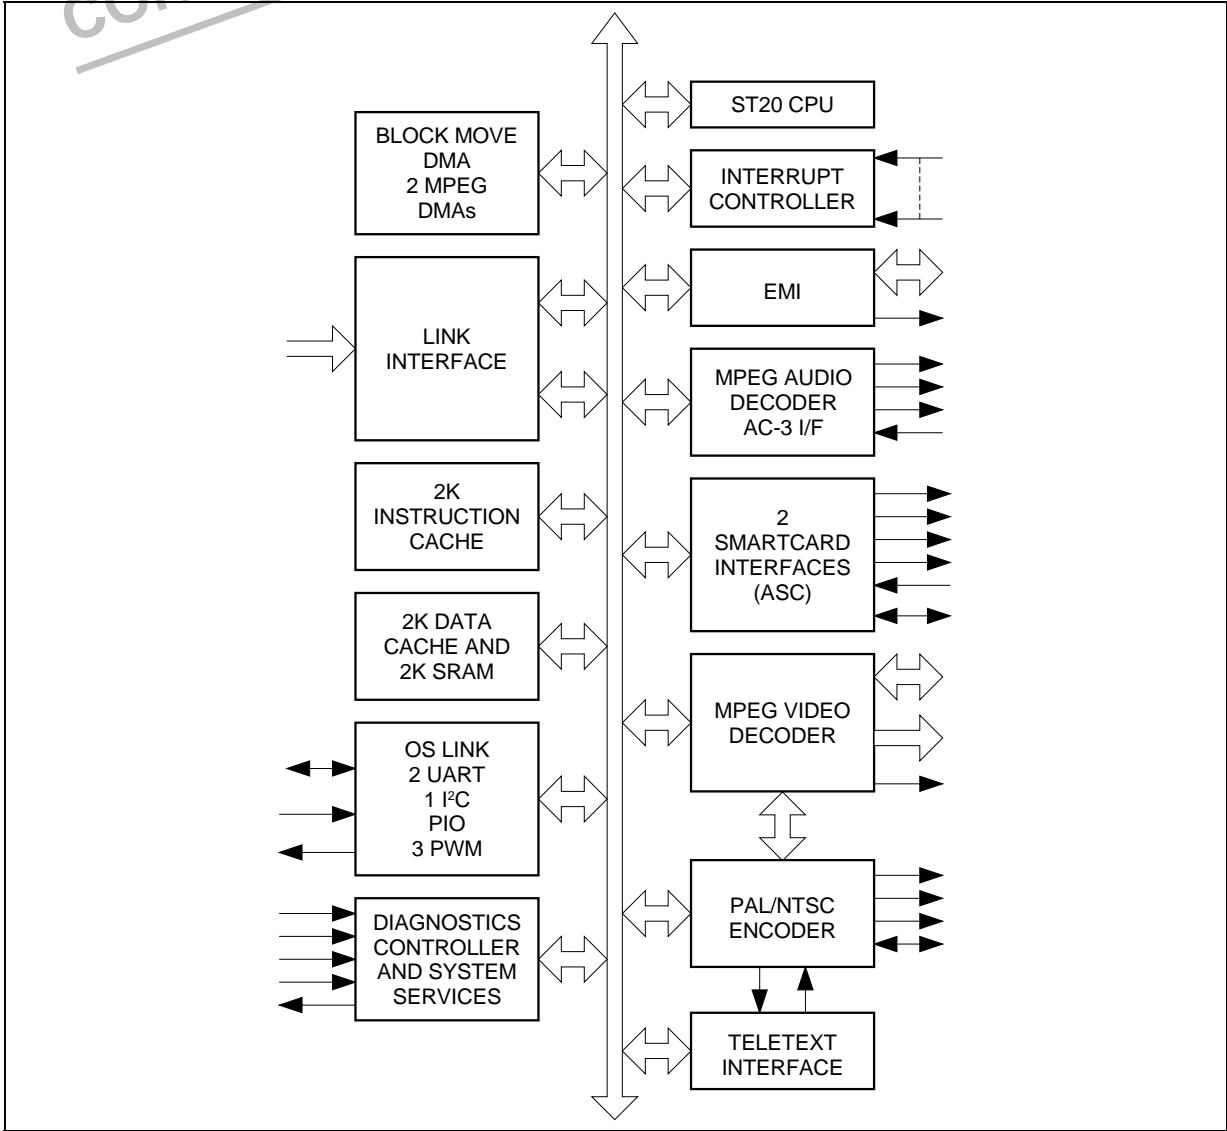 BLOCK MOVE
DMA
2 MPEG
DMAs
LINK
INTERFACE
2K
INSTRUCTION
CACHE
2K DATA
CACHE AND
2K SRAM
OS LINK
2 UART
1 I²C
PIO
3 PWM
DIAGNOSTICS
CONTROLLER
AND SYSTEM
SERVICES
ST20 CPU
INTERRUPT
CONTROLLER
EMI
MPEG AUDIO
DECODER
AC-3 I/F
2
SMARTCARD
INTERFACES
(ASC)
MPEG VIDEO
DECODER
PAL/NTSC
ENCODER
TELETEXT
INTERFACE